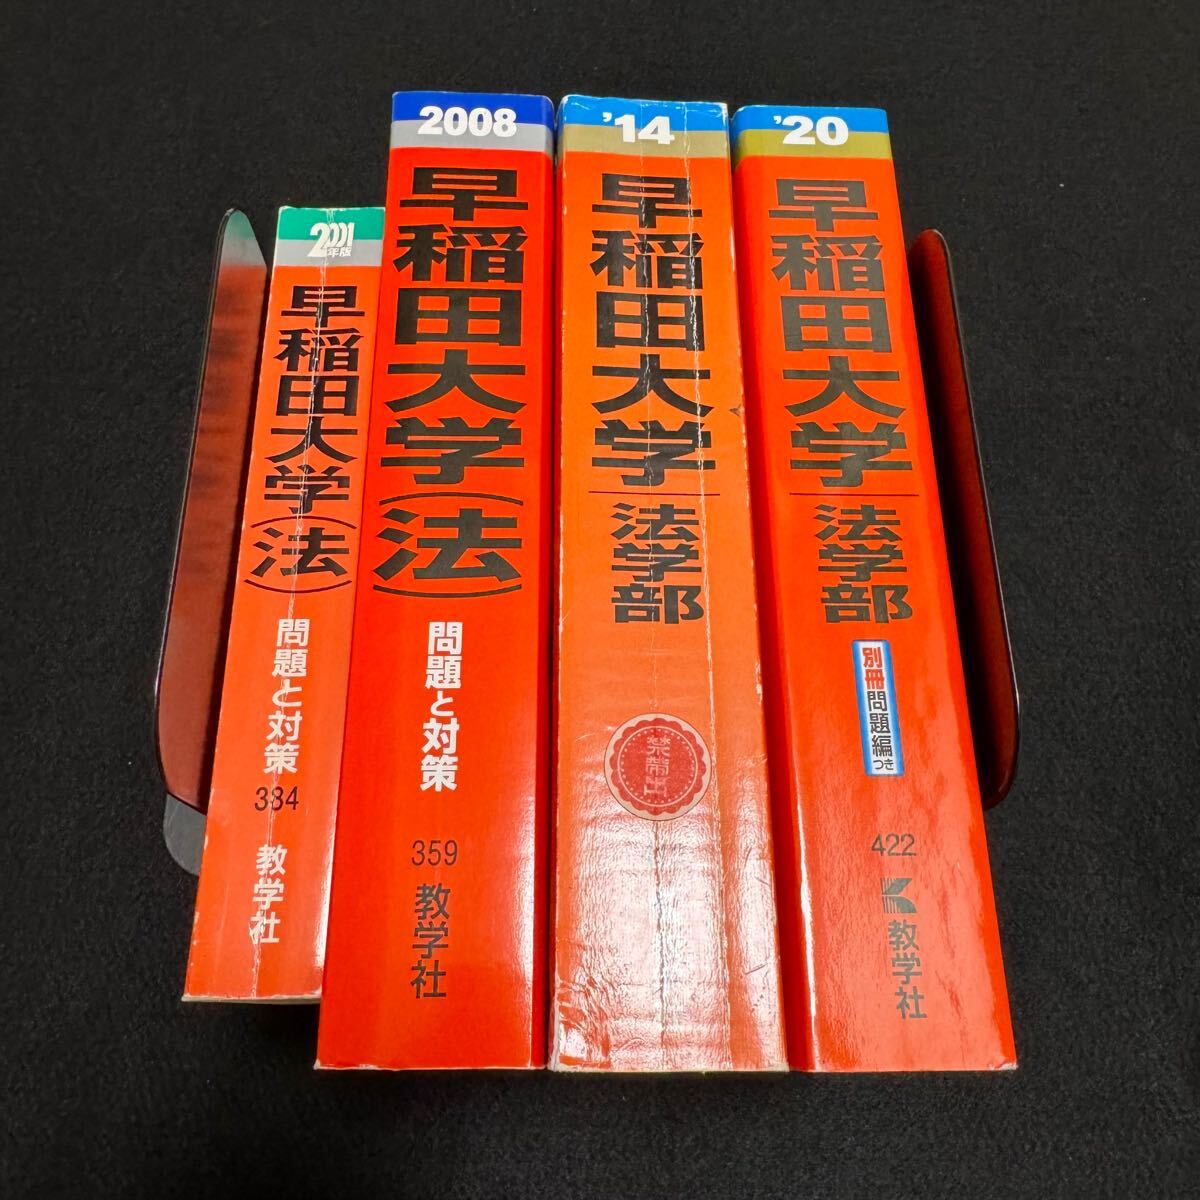 2001年版
早稲田大学(法)
問題と対策
384
教学社
2008
早稲田大学(法)
問題と対策
359
教学社
'14
早稲田大学
法学部
禁帯出
'20
早稲田大学
法学部
別冊問題編つき
422
教学社